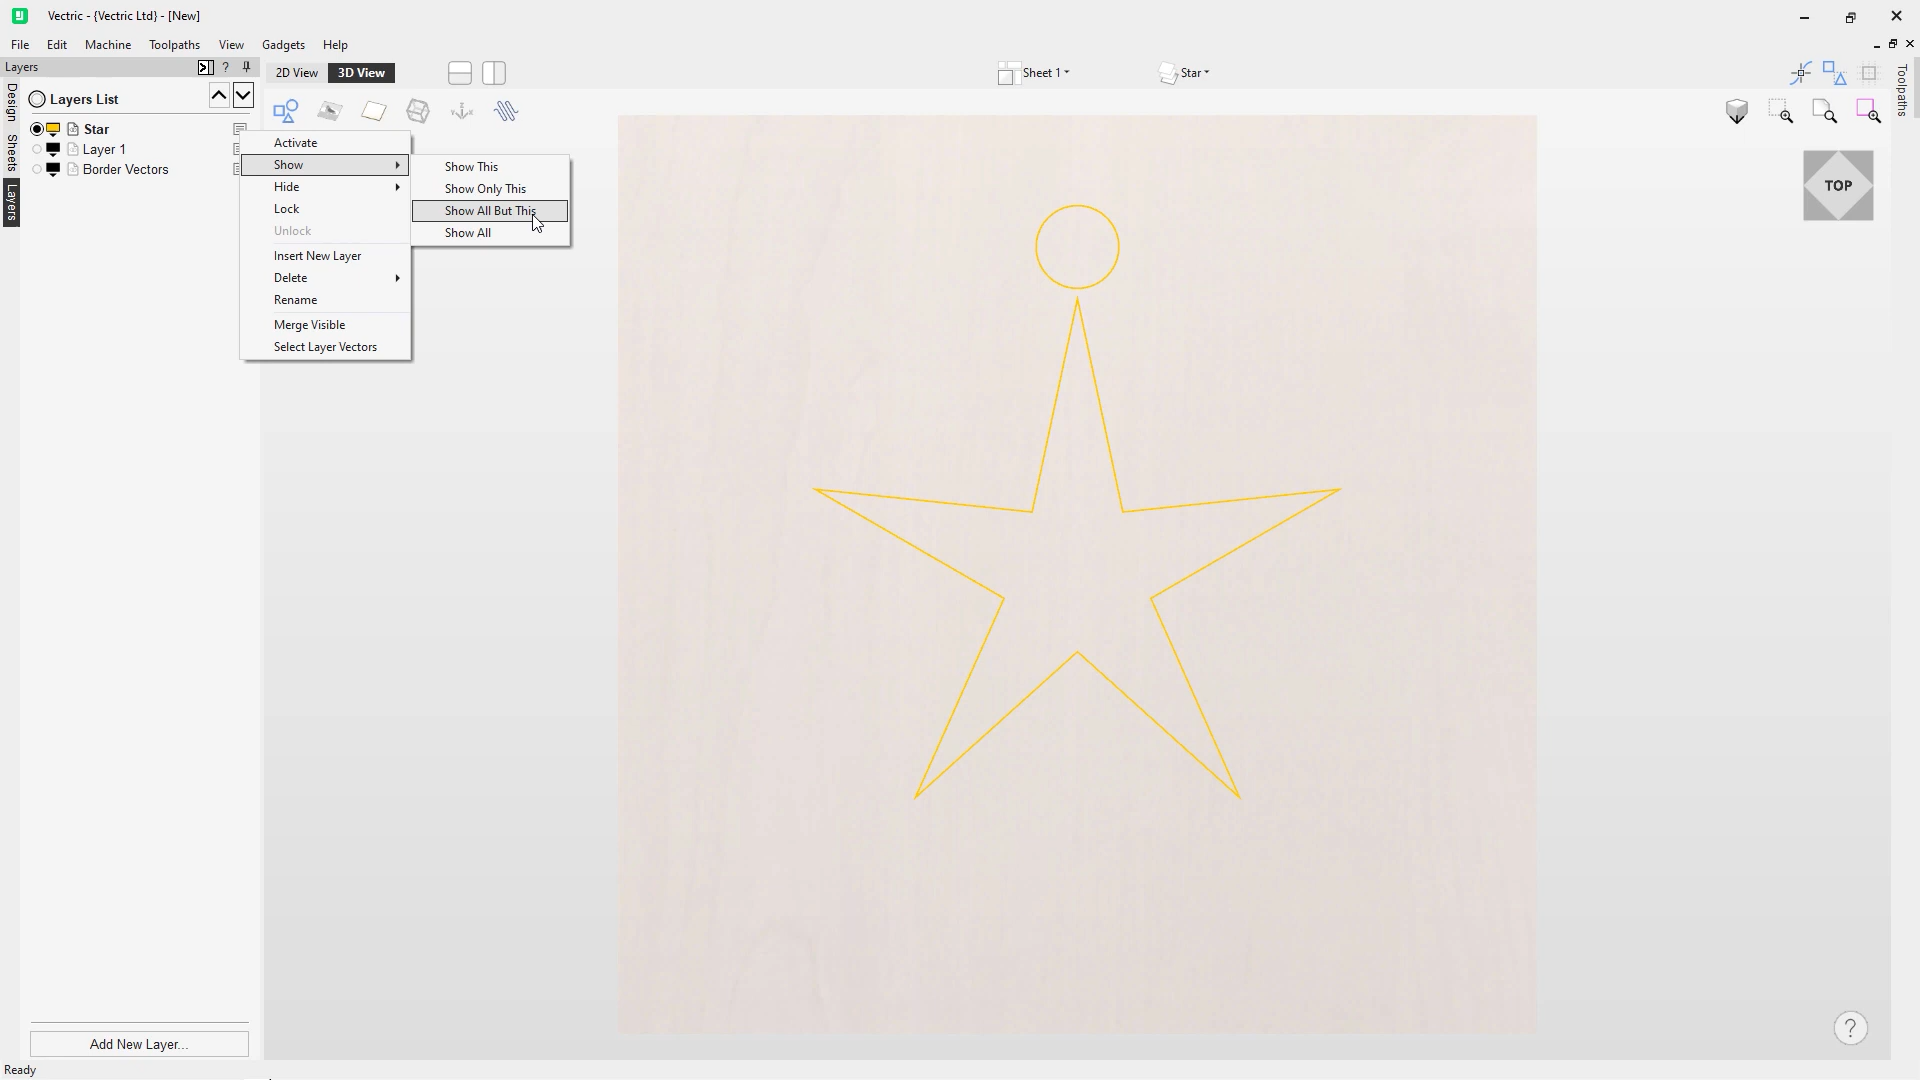 Vectric - {Vectric Ltd} - [New]
File Edit Machine Toolpaths View Gadgets Help
Layers ?
2D View 3D View Sheet 1 Star
Layers List
Star
Layer 1
Border Vectors
Design
Sheets
Layers
Activate
Show
Hide
Lock
Unlock
Insert New Layer
Delete
Rename
Merge Visible
Select Layer Vectors
Show This
Show Only This
Show All But This
Show All
Toolpaths
TOP
?
Add New Layer...
Ready